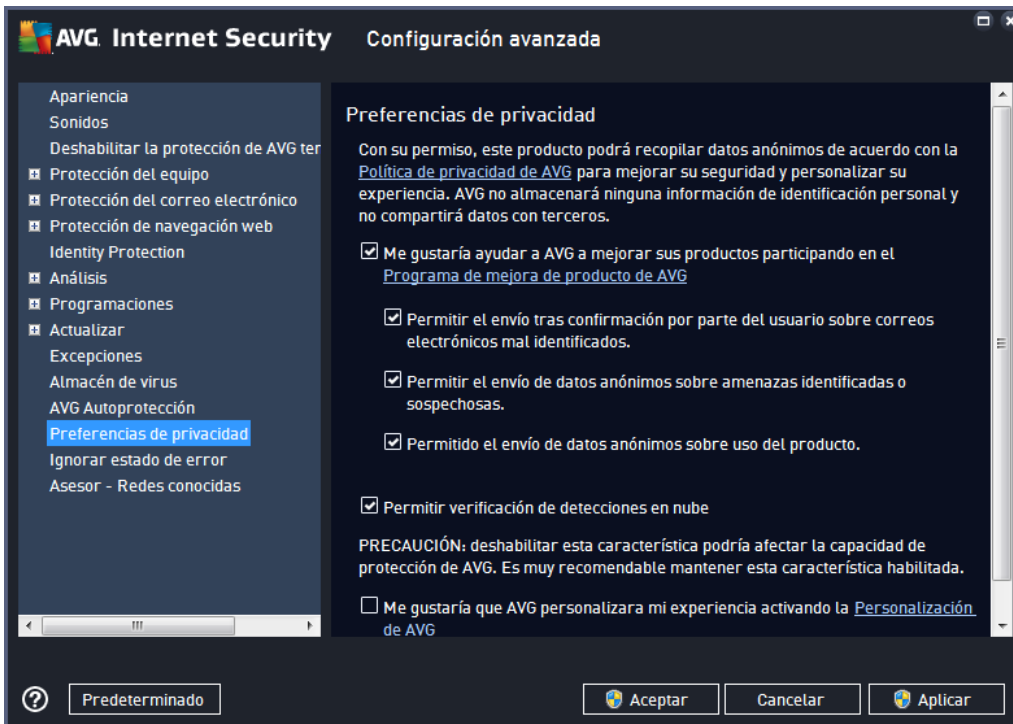 AVG Internet Security Configuración avanzada
Apariencia
Sonidos
Deshabilitar la protección de AVG ter
Protección del equipo
Protección del correo electrónico
Protección de navegación web
Identity Protection
Análisis
Programaciones
Actualizar
Excepciones
Almacén de virus
AVG Autoprotección
Preferencias de privacidad
Ignorar estado de error
Asesor - Redes conocidas
Preferencias de privacidad
Con su permiso, este producto podrá recopilar datos anónimos de acuerdo con la
Política de privacidad de AVG para mejorar su seguridad y personalizar su
experiencia. AVG no almacenará ninguna información de identificación personal y
no compartirá datos con terceros.
Me gustaría ayudar a AVG a mejorar sus productos participando en el
Programa de mejora de producto de AVG
Permitir el envío tras confirmación por parte del usuario sobre correos
electrónicos mal identificados.
Permitir el envío de datos anónimos sobre amenazas identificadas o
sospechosas.
Permitido el envío de datos anónimos sobre uso del producto.
Permitir verificación de detecciones en nube
PRECAUCIÓN: deshabilitar esta característica podría afectar la capacidad de
protección de AVG. Es muy recomendable mantener esta característica habilitada.
Me gustaría que AVG personalizara mi experiencia activando la Personalización
de AVG
Predeterminado
Aceptar
Cancelar
Aplicar